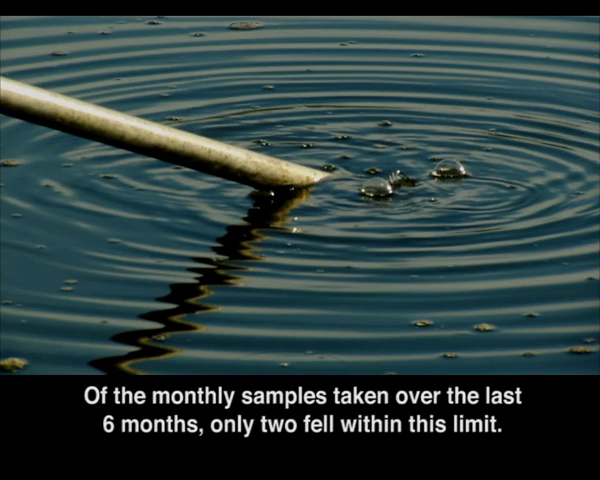 Of the monthly samples taken over the last
6 months, only two fell within this limit.